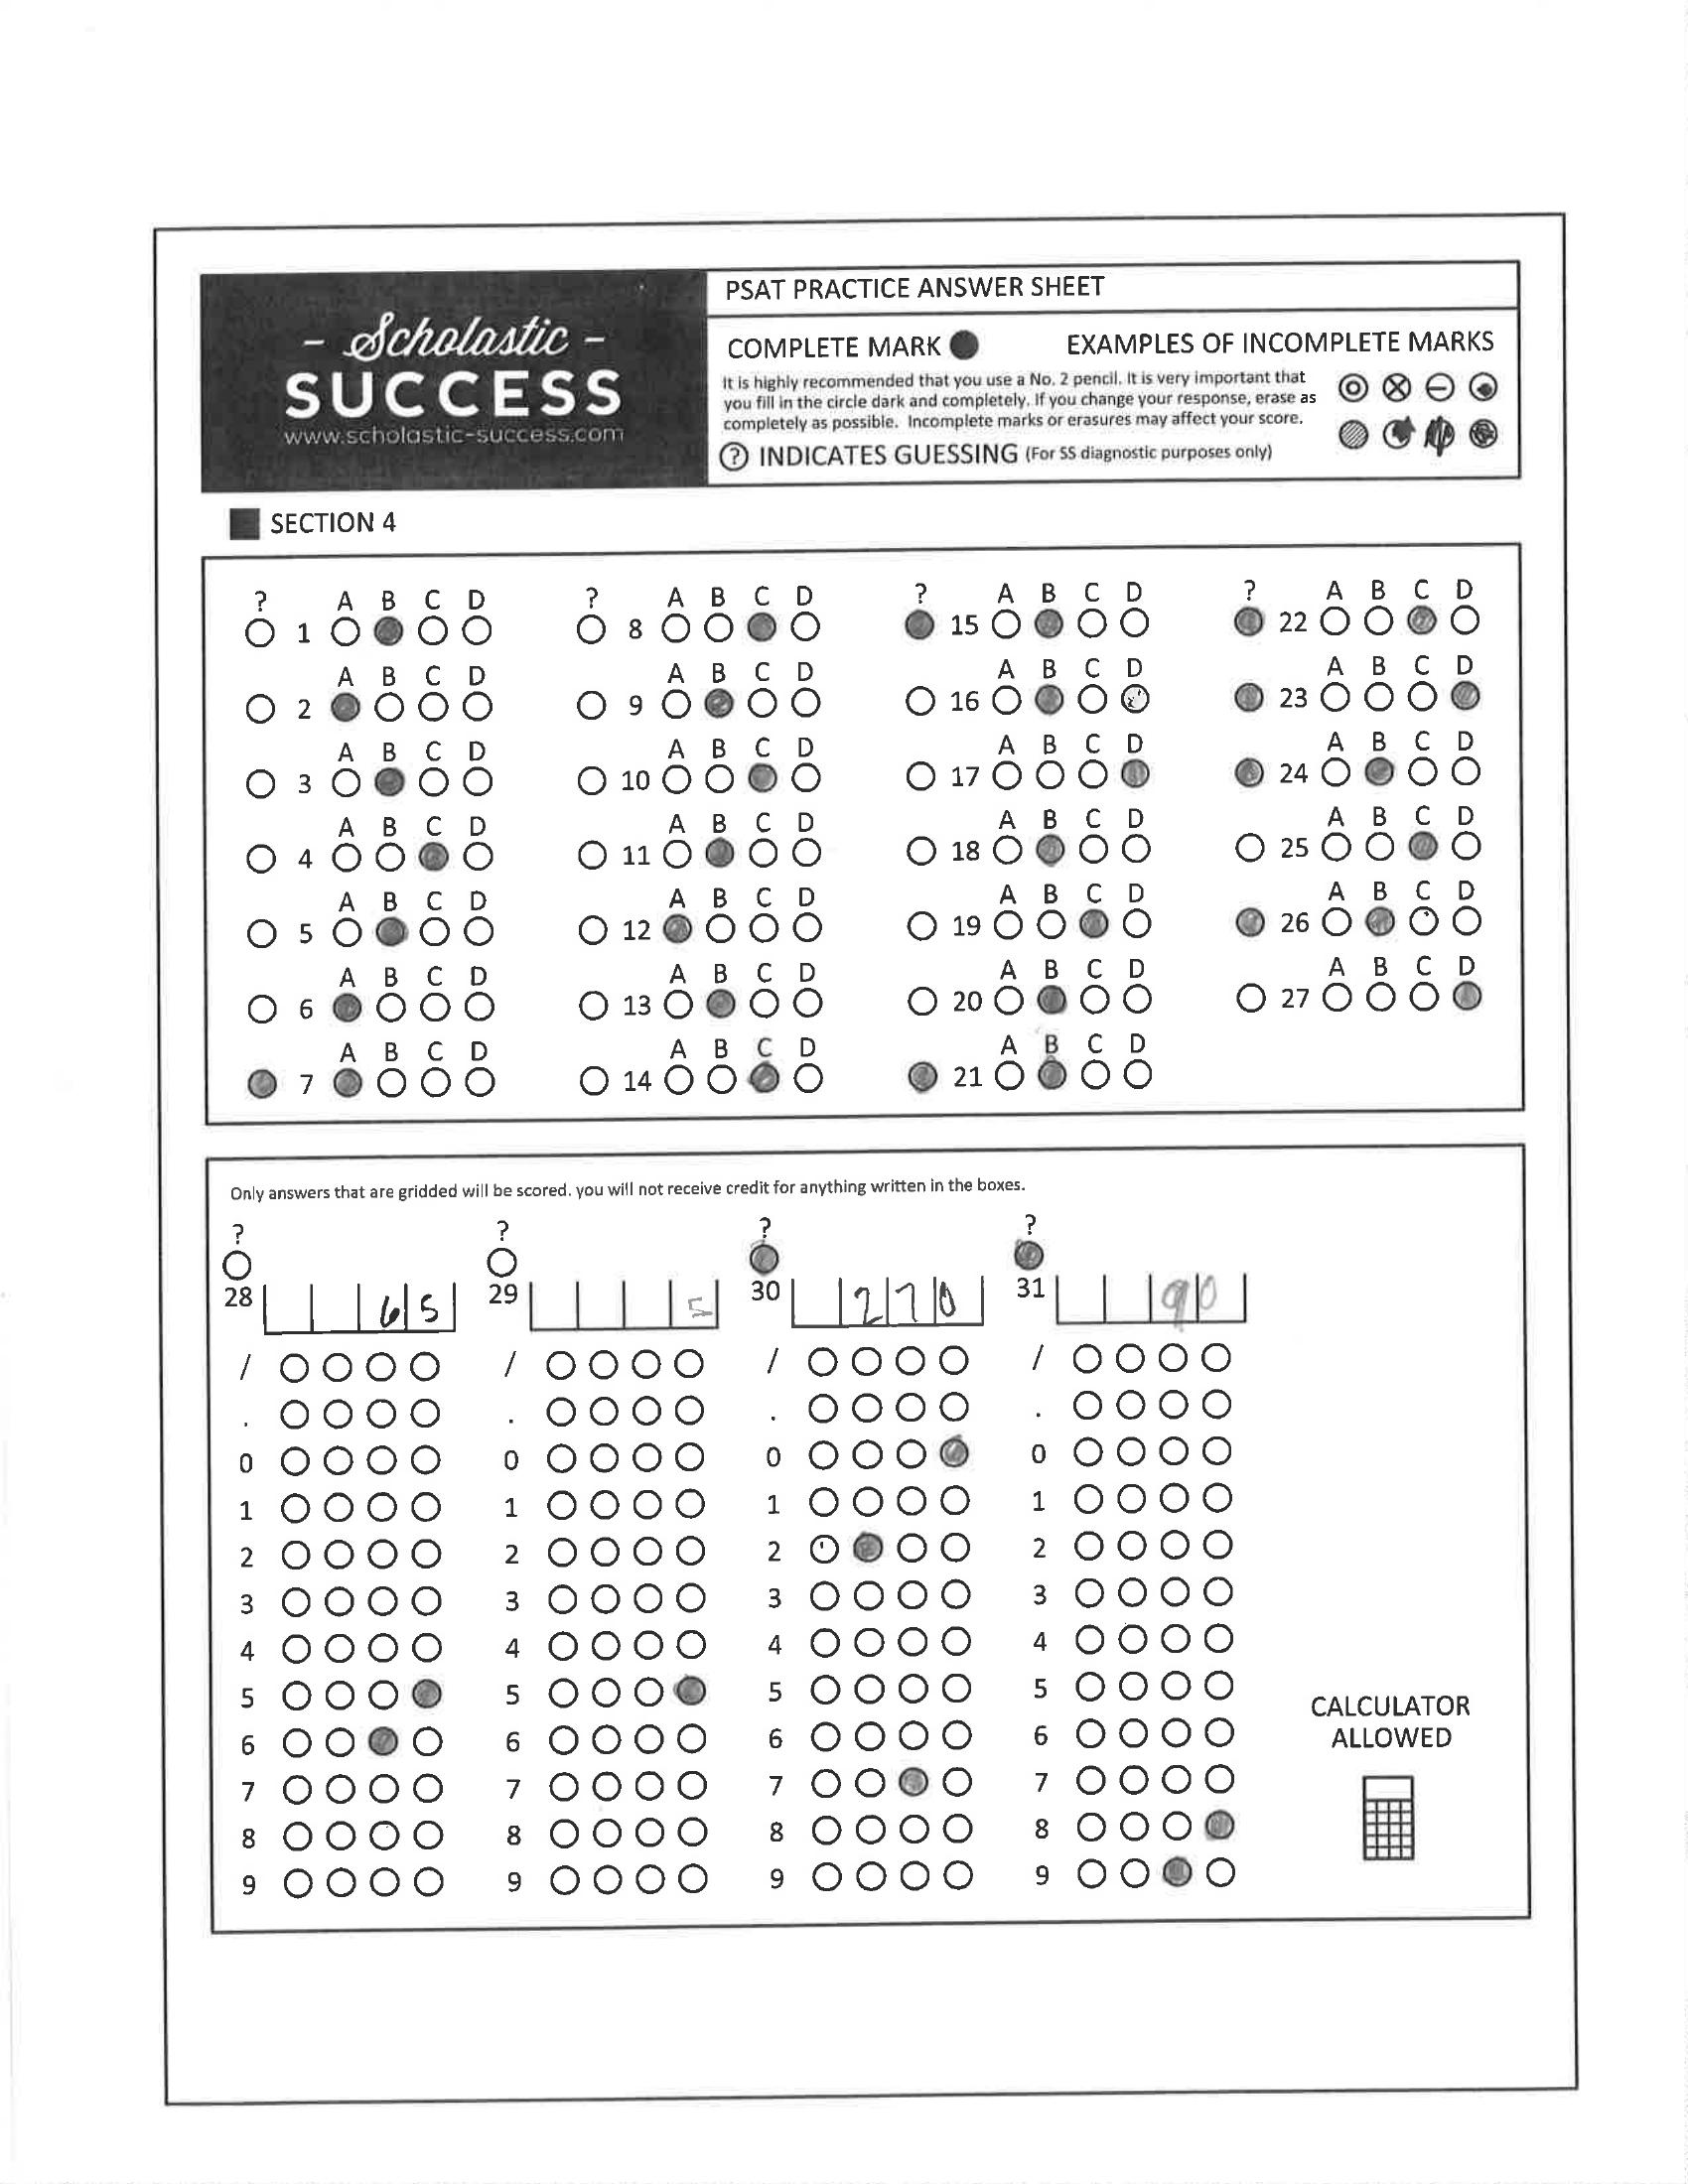 - Scholastic -
SUCCESS
www.scholastic-success.com
PSAT PRACTICE ANSWER SHEET
COMPLETE MARK
EXAMPLES OF INCOMPLETE MARKS
It is highly recommended that you use a No. 2 pencil. It is very important that
you fill in the circle dark and completely. If you change your response, erase as
completely as possible. Incomplete marks or erasures may affect your score.
? INDICATES GUESSING (For SS diagnostic purposes only)
SECTION 4
? A B C D ? A B C D ? A B C D ? A B C D
1 8 15 22
A B C D A B C D A B C D A B C D
2 9 16 23
A B C D A B C D A B C D A B C D
3 10 17 24
A B C D A B C D A B C D A B C D
4 11 18 25
A B C D A B C D A B C D A B C D
5 12 19 26
A B C D A B C D A B C D A B C D
6 13 20 27
A B C D A B C D A B C D
7 14 21
Only answers that are gridded will be scored. you will not receive credit for anything written in the boxes.
? ? ? ?
28 65 29 5 30 270 31 90
/ / / /
. . . .
0 0 0 0
1 1 1 1
2 2 2 2
3 3 3 3
4 4 4 4
5 5 5 5
6 6 6 6
7 7 7 7
8 8 8 8
9 9 9 9
CALCULATOR
ALLOWED